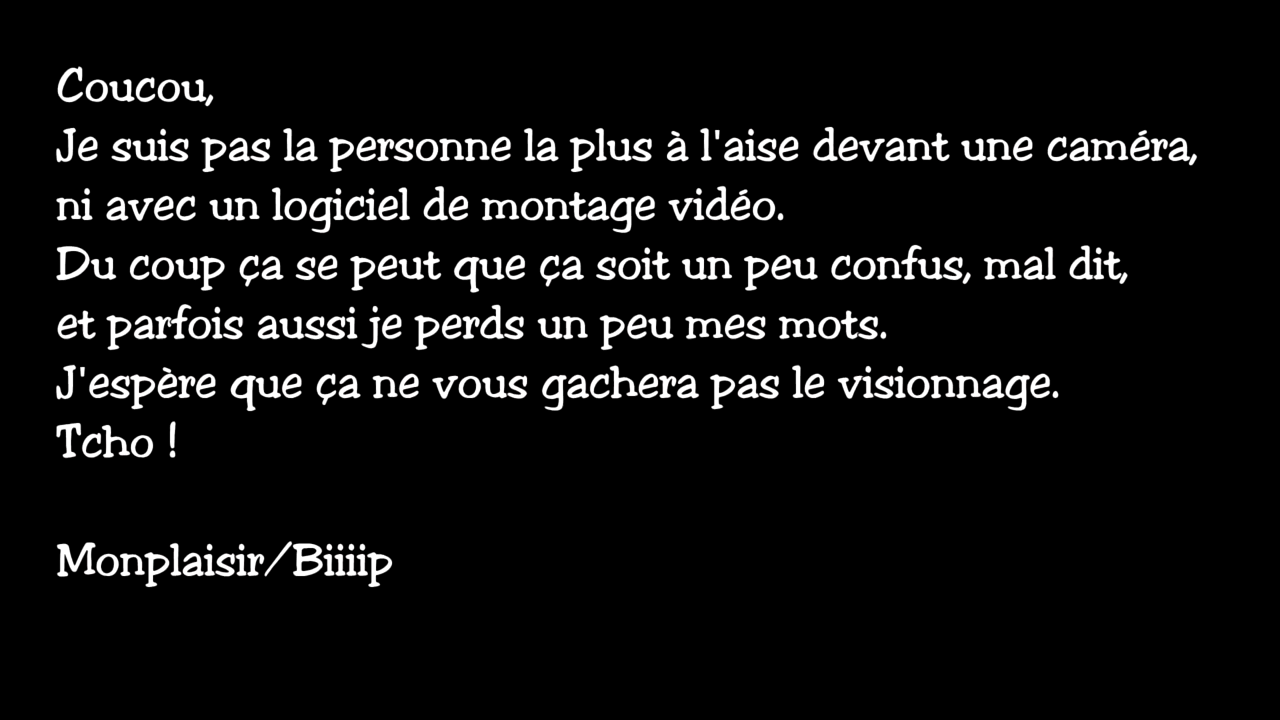 Coucou,
Je suis pas la personne la plus à l'aise devant une caméra,
ni avec un logiciel de montage vidéo.
Du coup ça se peut que ça soit un peu confus, mal dit,
et parfois aussi je perds un peu mes mots.
J'espère que ça ne vous gachera pas le visionnage.
Tcho !
Monplaisir/Biiiip